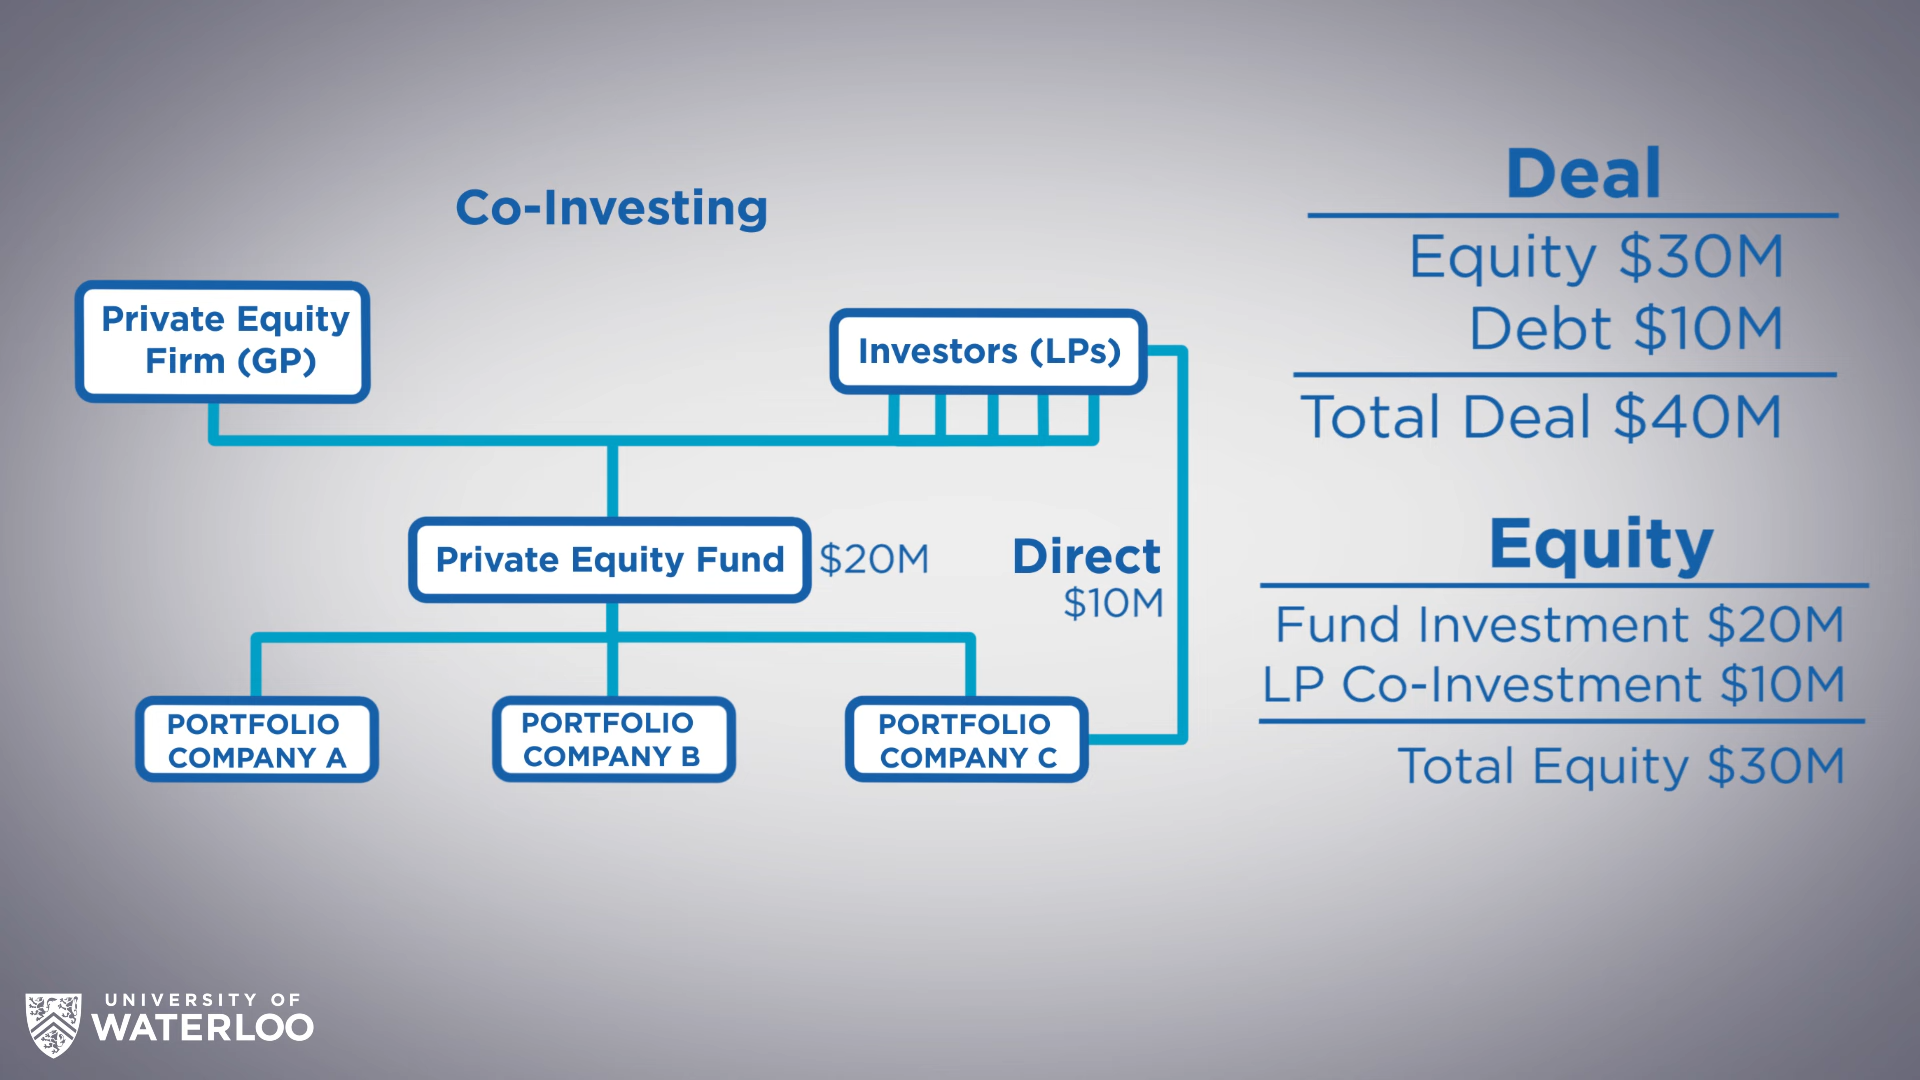 Co-Investing
Private Equity
Firm (GP)
Investors (LPs)
Private Equity Fund
$20M
Direct
$10M
PORTFOLIO
COMPANY A
PORTFOLIO
COMPANY B
PORTFOLIO
COMPANY C
Deal
Equity $30M
Debt $10M
Total Deal $40M
Equity
Fund Investment $20M
LP Co-Investment $10M
Total Equity $30M
UNIVERSITY OF
WATERLOO